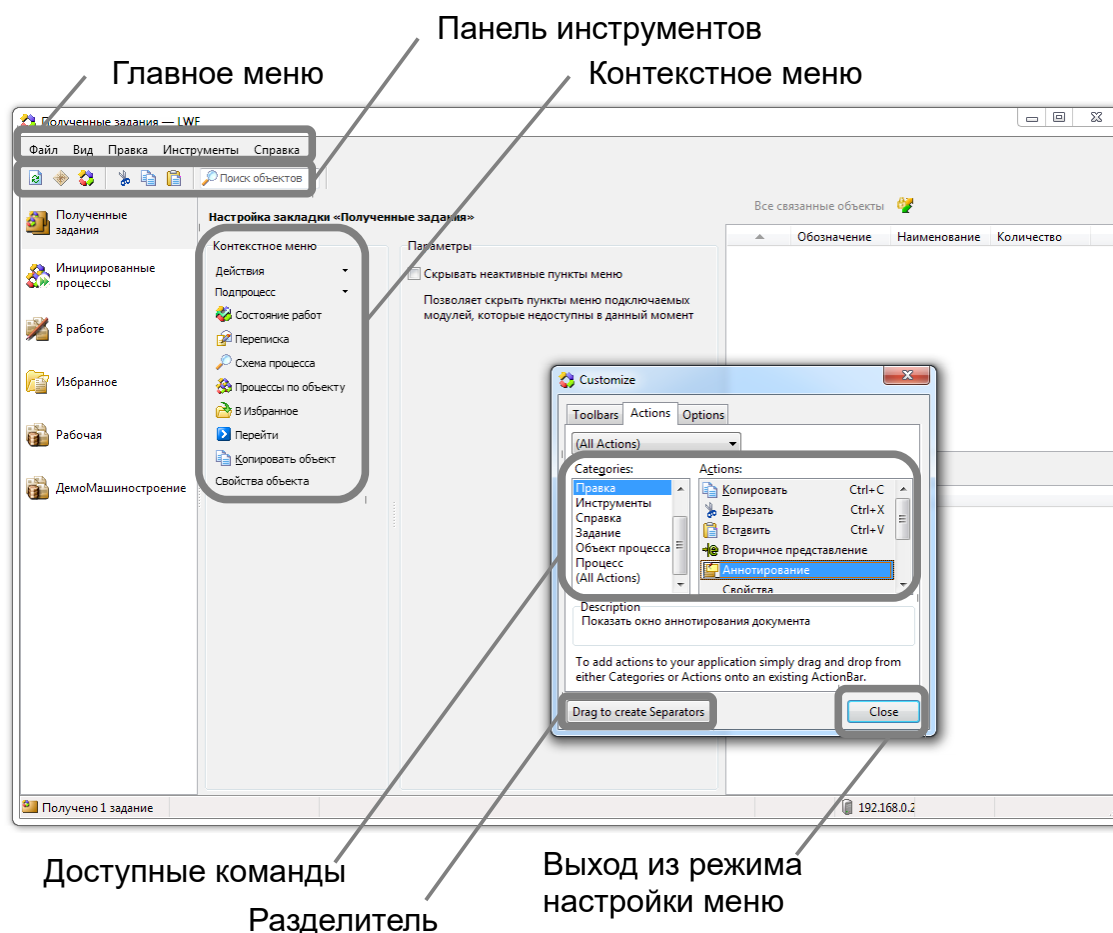 Панель инструментов
Главное меню
Контекстное меню
Полученные задания — LWF
Файл Вид Правка Инструменты Справка
Поиск объектов
Полученные
задания
Инициированные
процессы
В работе
Избранное
Рабочая
ДемоМашиностроение
Настройка закладки «Полученные задания»
Контекстное меню
Действия
Подпроцесс
Состояние работ
Переписка
Схема процесса
Процессы по объекту
В Избранное
Перейти
Копировать объект
Свойства объекта
Параметры
Скрывать неактивные пункты меню
Позволяет скрыть пункты меню подключаемых
модулей, которые недоступны в данный момент
Все связанные объекты
Обозначение Наименование Количество
Customize
Toolbars Actions Options
(All Actions)
Categories:
Правка
Инструменты
Справка
Задание
Объект процесса
Процесс
(All Actions)
Actions:
Копировать Ctrl+C
Вырезать Ctrl+X
Вставить Ctrl+V
Вторичное представление
Аннотирование
Свойства
Description
Показать окно аннотирования документа
To add actions to your application simply drag and drop from
either Categories or Actions onto an existing ActionBar.
Drag to create Separators
Close
Получено 1 задание
192.168.0.2
Доступные команды
Разделитель
Выход из режима
настройки меню